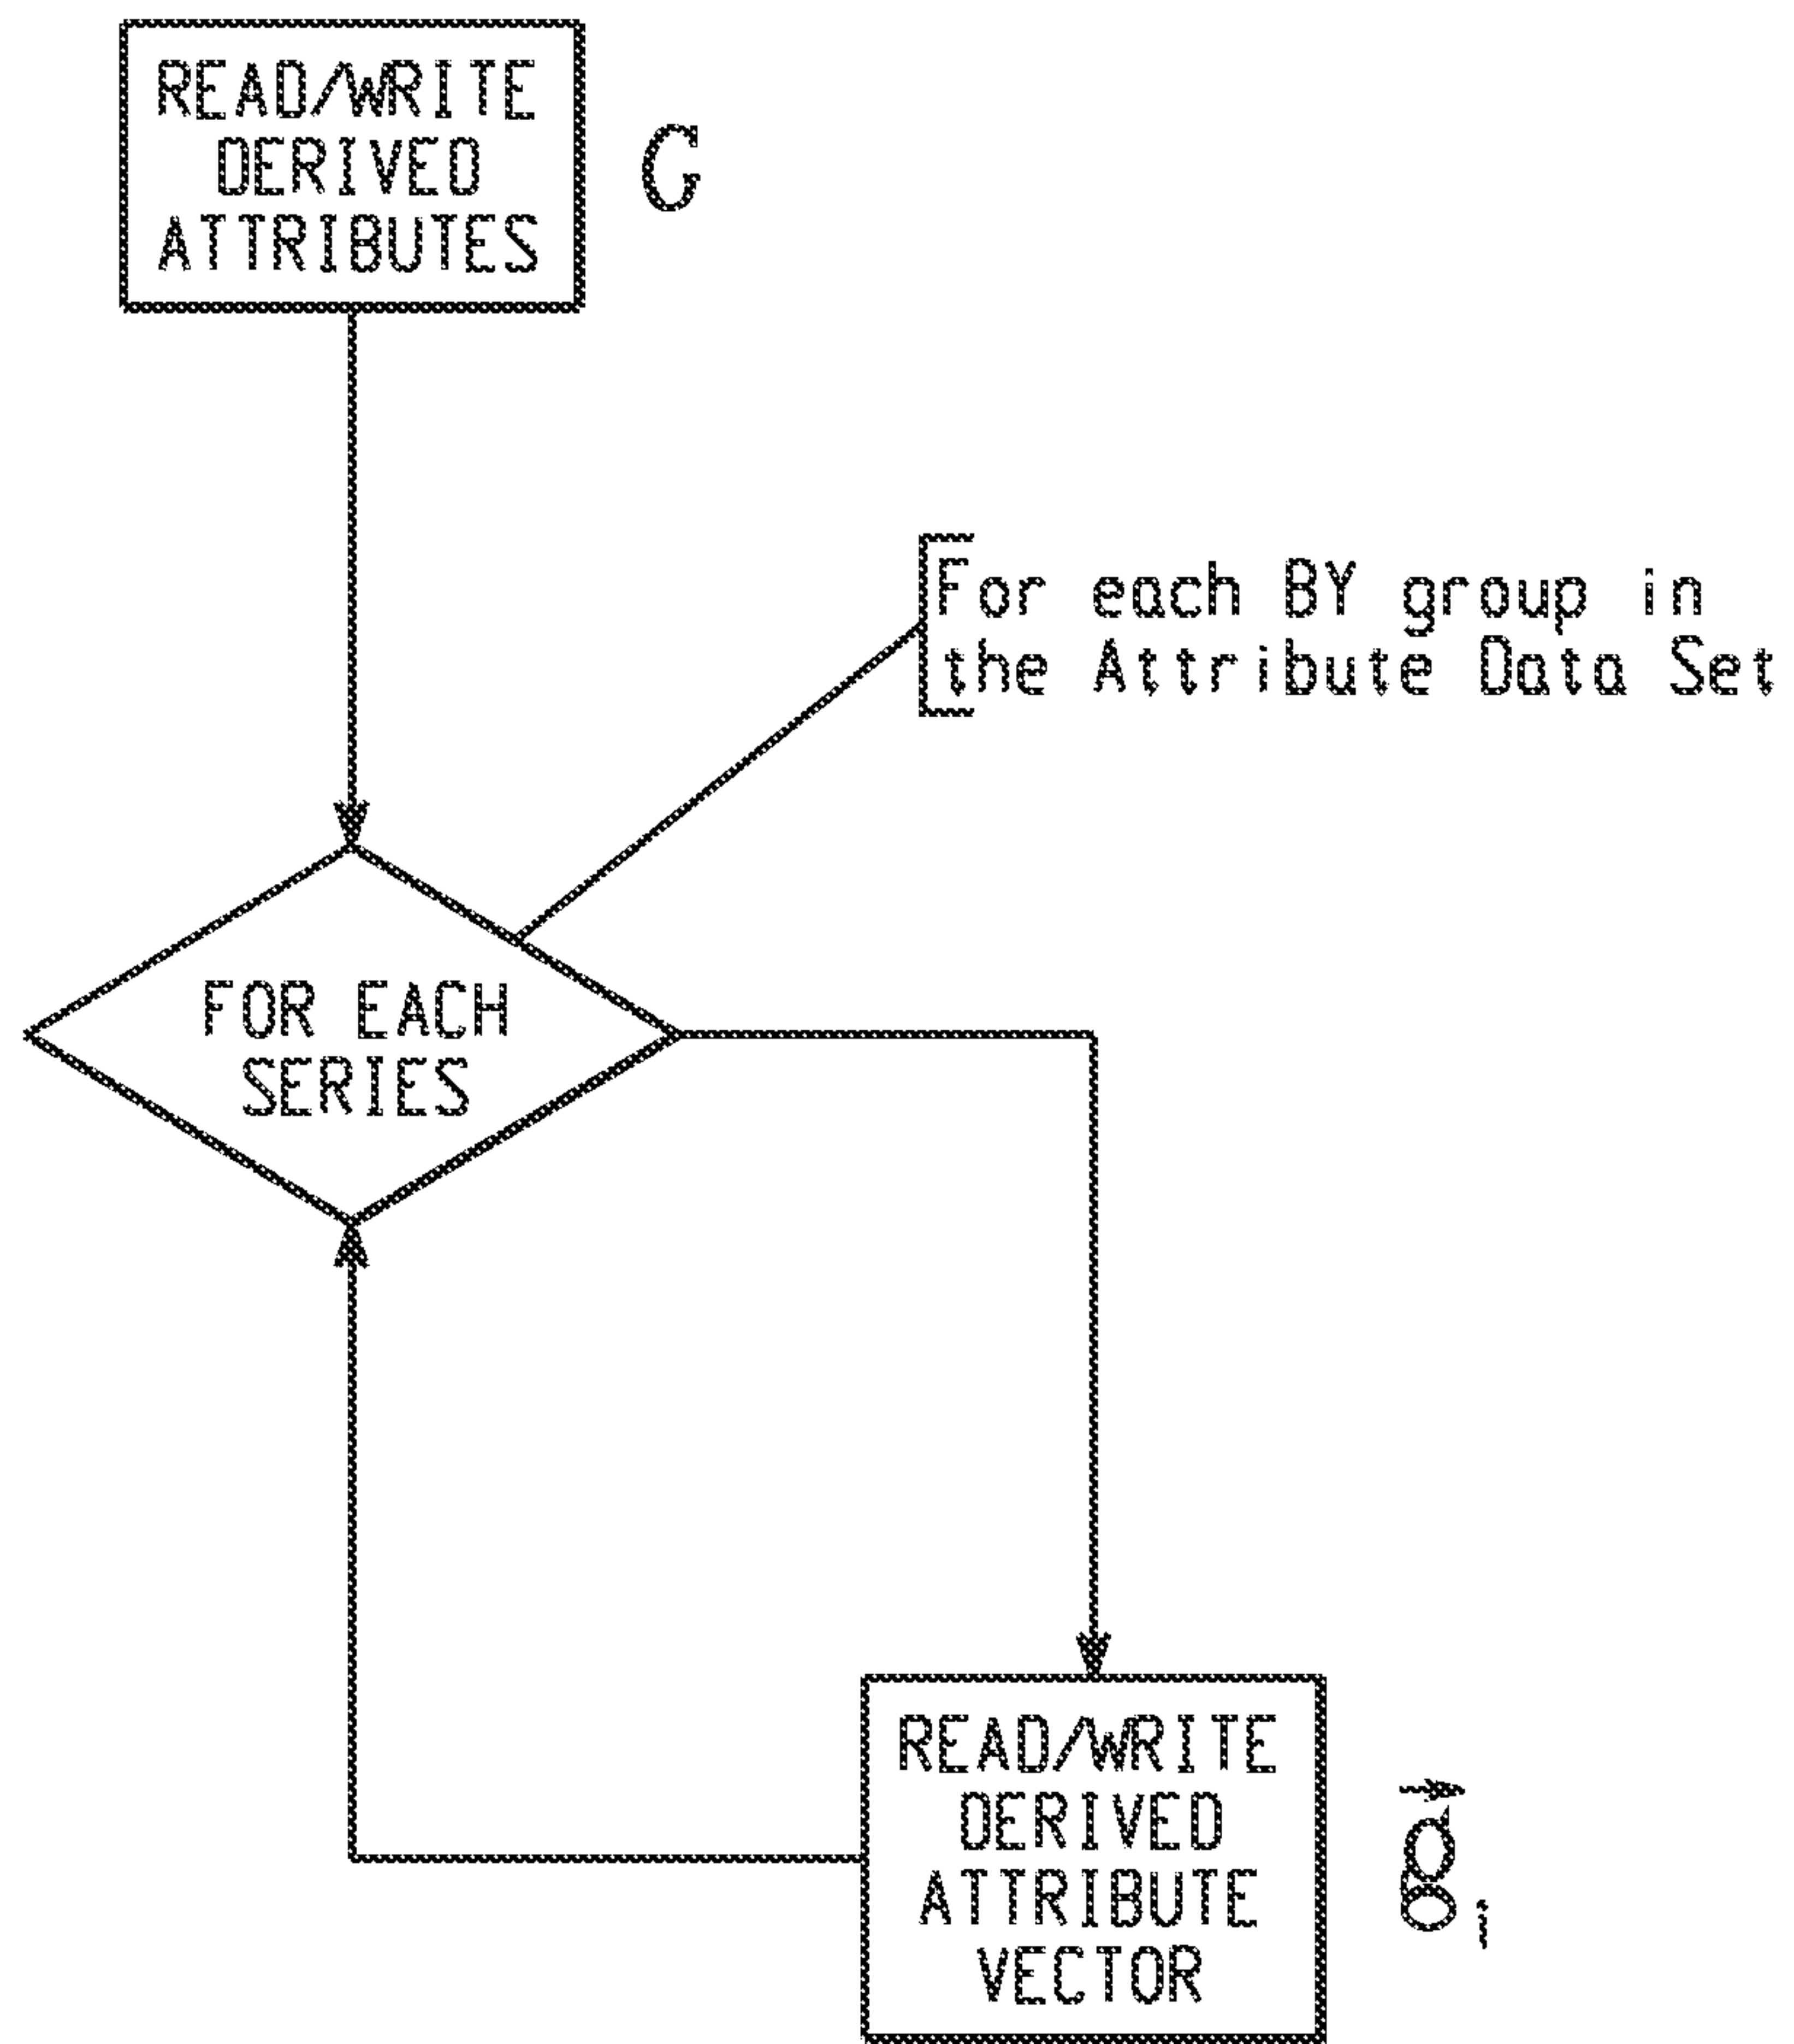 READ/WRITE
DERIVED
ATTRIBUTES
G
For each BY group in
the Attribute Data Set
FOR EACH
SERIES
READ/WRITE
DERIVED
ATTRIBUTE
VECTOR
g⃗ᵢ